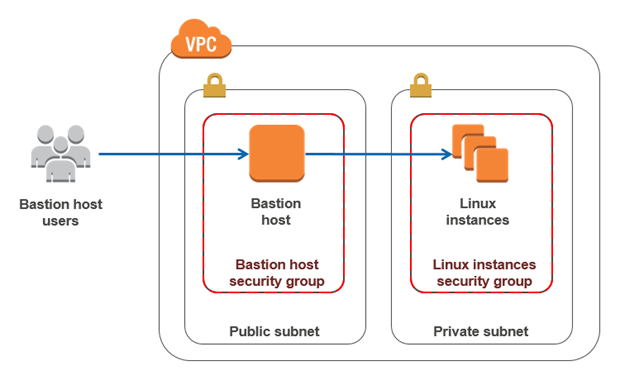 VPC
Bastion host
users
Bastion
host
Bastion host
security group
Public subnet
Linux
instances
Linux instances
security group
Private subnet